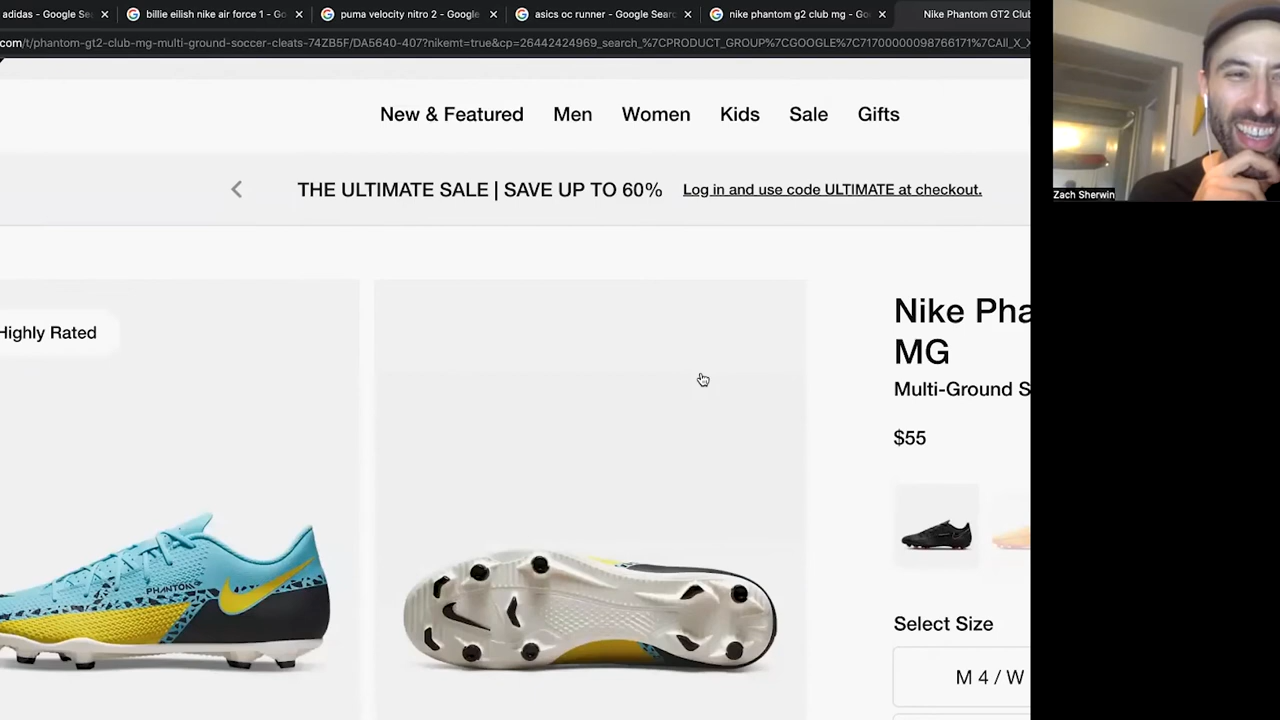 adidas - Google Sea
billie eilish nike air force 1 - Go
puma velocity nitro 2 - Google
asics oc runner - Google Searc
nike phantom g2 club mg - Goo
Nike Phantom GT2 Club
com/t/phantom-gt2-club-mg-multi-ground-soccer-cleats-74ZB5F/DA5640-407?nikemt=true&cp=26442424969_search_%7CPRODUCT_GROUP%7CGOOGLE%7C71700000098766171%7CAll_X_X
New & Featured Men Women Kids Sale Gifts
THE ULTIMATE SALE | SAVE UP TO 60% Log in and use code ULTIMATE at checkout.
Highly Rated
Nike Pha
MG
Multi-Ground S
$55
PHANTOM
Select Size
M 4 / W
Zach Sherwin